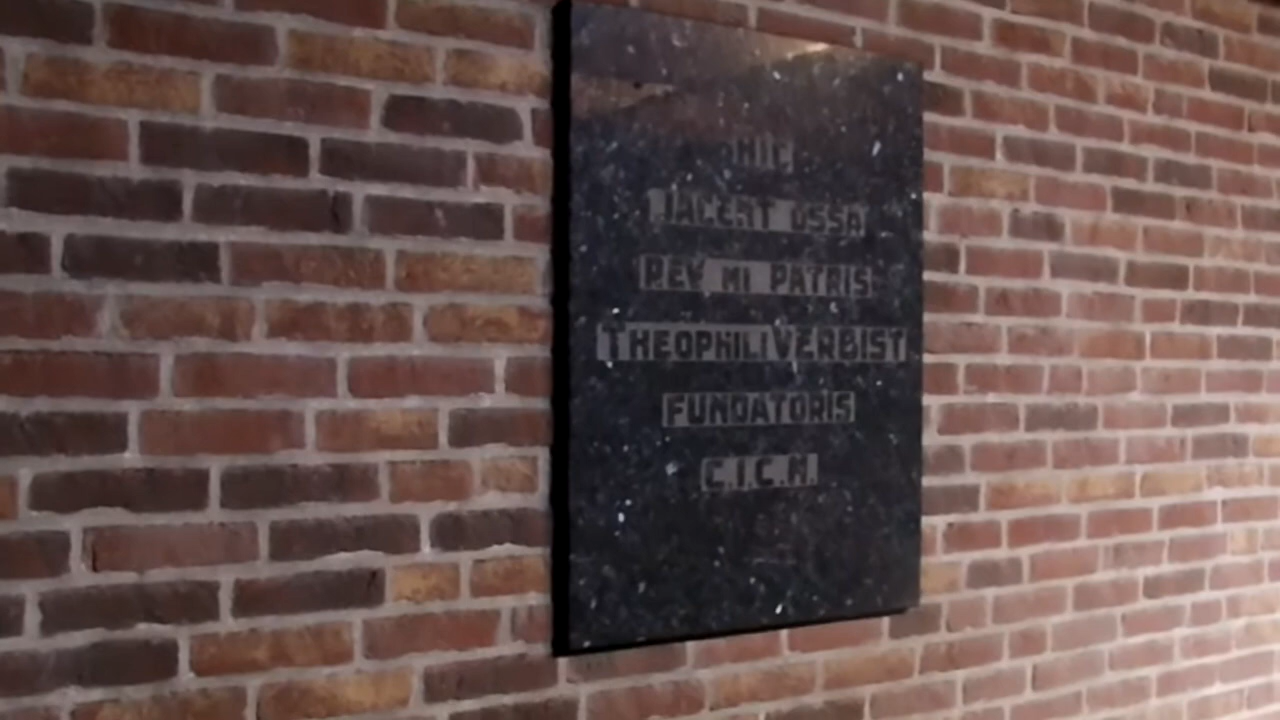 HIC
JACENT OSSA
REV MI PATRIS
THEOPHILI VERBIST
FUNDATORIS
C.I.C.M.